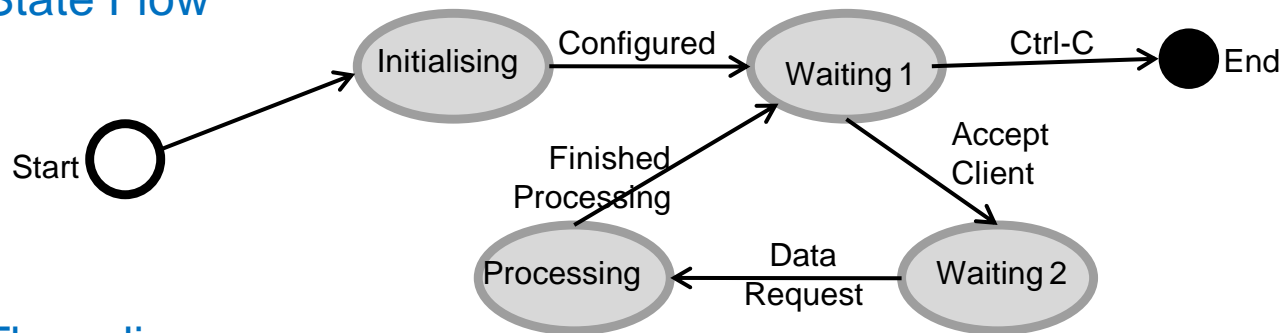 State Flow
Initialising
Configured
Waiting 1
Ctrl-C
End
Start
Finished
Processing
Accept
Client
Processing
Data
Request
Waiting 2